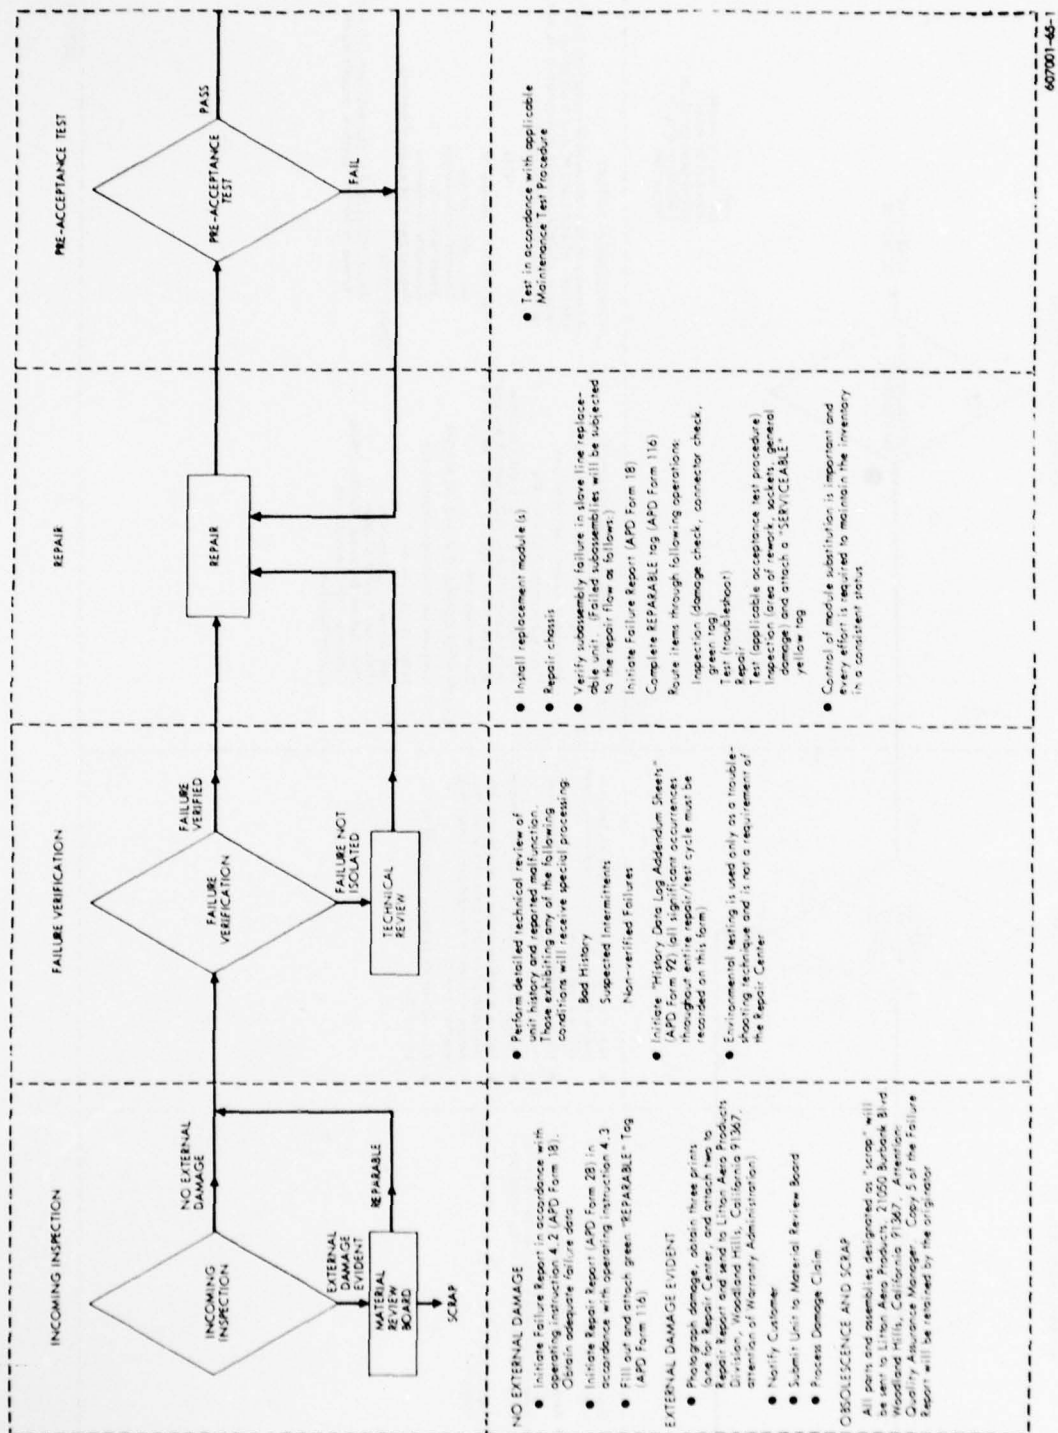 INCOMING INSPECTION
INCOMING
INSPECTION
NO EXTERNAL
DAMAGE
EXTERNAL
DAMAGE
EVIDENT
MATERIAL
REVIEW
BOARD
REPARABLE
SCRAP
NO EXTERNAL DAMAGE
● Initiate Failure Report in accordance with
operating instruction 4.2 (APD Form 18).
Obtain adequate failure data
● Initiate Repair Report (APD Form 28) in
accordance with operating instruction 4.3
● Fill out and attach green "REPARABLE" Tag
(APD Form 116)
EXTERNAL DAMAGE EVIDENT
● Photograph damage, obtain three prints
(one for Repair Center, and attach two to
Repair Report and send to Litton Aero Products
Division, Woodland Hills, California 91367,
attention of Warranty Administration)
● Notify Customer
● Submit Unit to Material Review Board
● Process Damage Claim
OBSOLESCENCE AND SCRAP
All parts and assemblies designated as "scrap" will
be sent to Litton Aero Products, 21050 Burbank Blvd.
Woodland Hills, California 91367, Attention:
Quality Assurance Manager. Copy 5 of the Failure
Report will be retained by the originator
FAILURE VERIFICATION
FAILURE
VERIFICATION
FAILURE
VERIFIED
FAILURE NOT
ISOLATED
TECHNICAL
REVIEW
● Perform detailed technical review of
unit history and reported malfunction.
Those exhibiting any of the following
conditions will receive special processing:
Bad History
Suspected Intermittents
Non-verified Failures
● Initiate "History Data Log Addendum Sheets"
(APD Form 92) (all significant occurrences
throughout entire repair/test cycle must be
recorded on this form)
● Environmental testing is used only as a trouble-
shooting technique and is not a requirement of
the Repair Center
REPAIR
REPAIR
● Install replacement module(s)
● Repair chassis
● Verify subassembly failure in slave line replace-
able unit. (Failed subassemblies will be subjected
to the repair flow as follows:)
Initiate Failure Report (APD Form 18)
Complete REPARABLE tag (APD Form 116)
Route items through following operations:
Inspection (damage check, connector check,
green tag)
Test (troubleshoot)
Repair
Test (applicable acceptance test procedure)
Inspection (area of rework, sockets, general
damage) and attach a "SERVICEABLE"
yellow tag
● Control of module substitution is important and
every effort is required to maintain the inventory
in a consistent status
PRE-ACCEPTANCE TEST
PRE-ACCEPTANCE
TEST
PASS
FAIL
● Test in accordance with applicable
Maintenance Test Procedure
607001-65-1